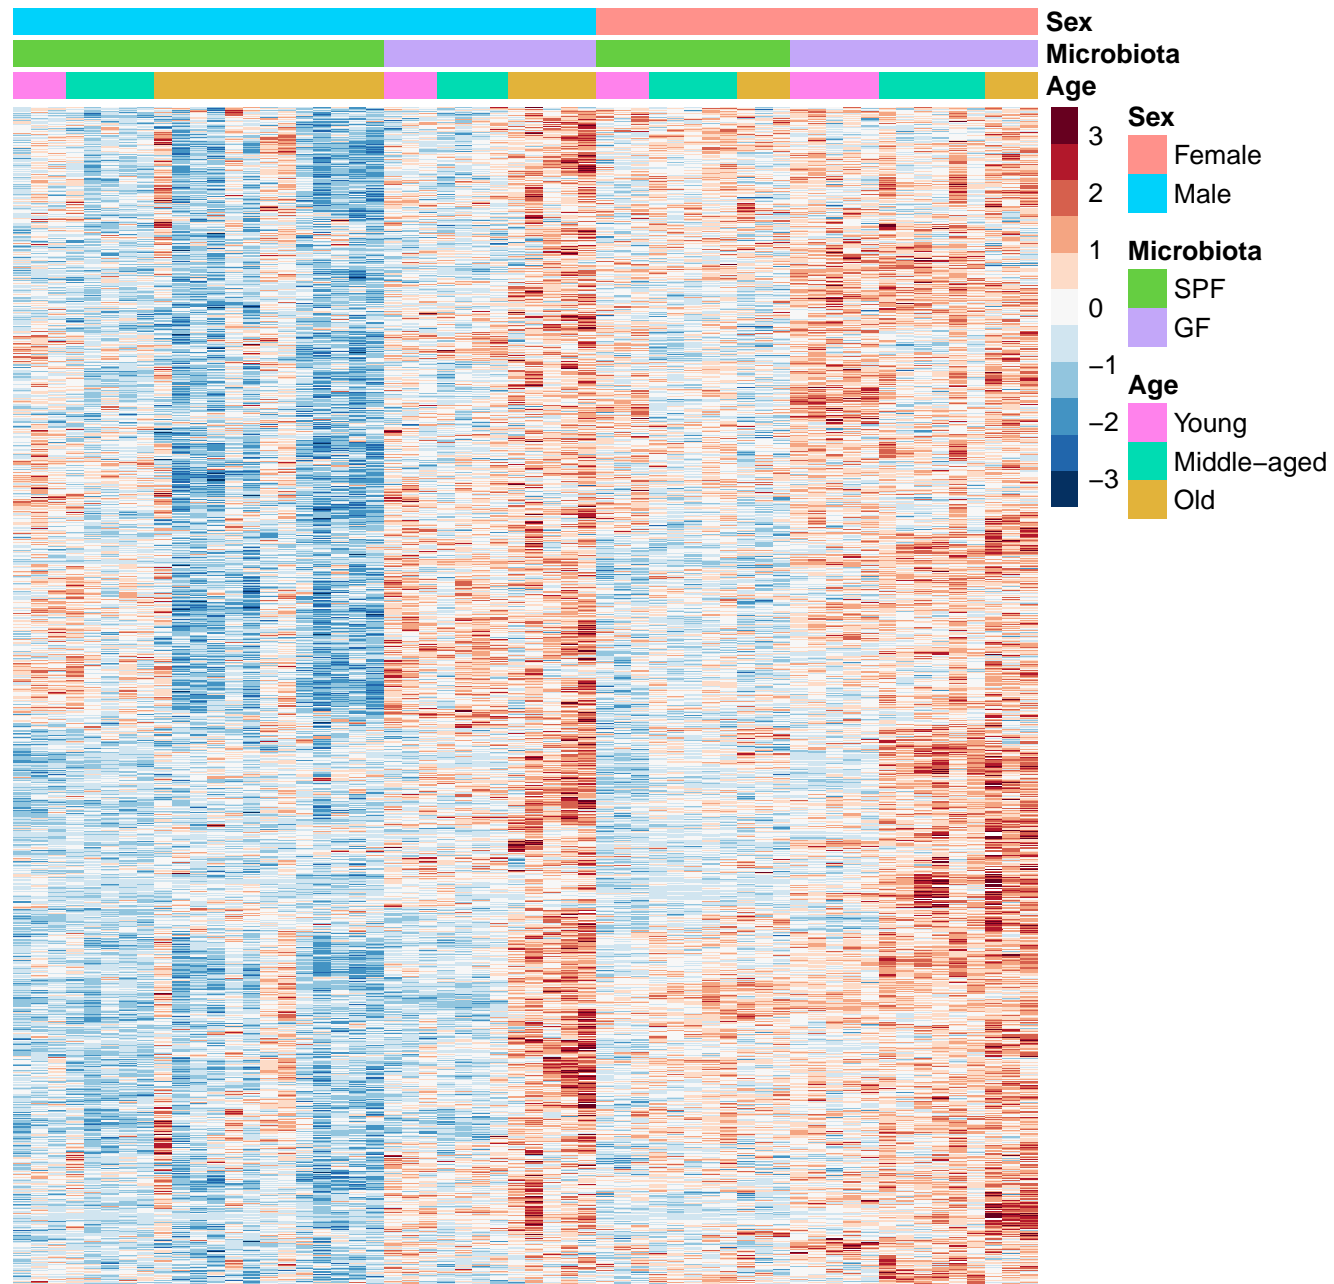 Sex
Microbiota
Age
3
2
1
0
−1
−2
−3
Sex
Female
Male
Microbiota
SPF
GF
Age
Young
Middle−aged
Old